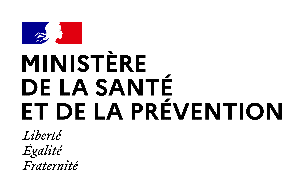 MINISTÈRE
DE LA SANTÉ
ET DE LA PRÉVENTION
Liberté
Égalité
Fraternité